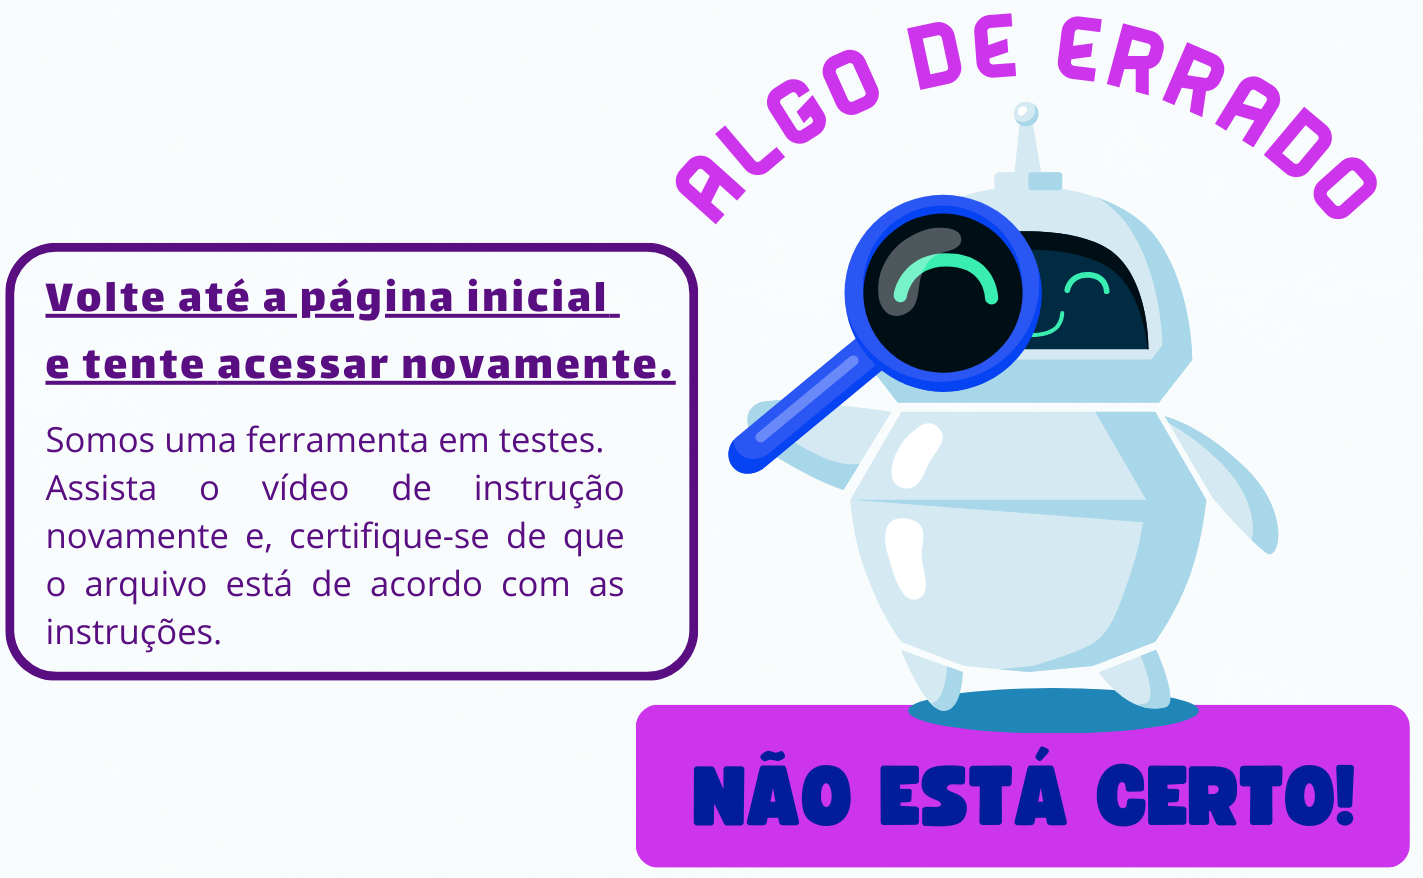 ALGO DE ERRADO
Volte até a página inicial
e tente acessar novamente.
Somos uma ferramenta em testes.
Assista o vídeo de instrução
novamente e, certifique-se de que
o arquivo está de acordo com as
instruções.
NÃO ESTÁ CERTO!